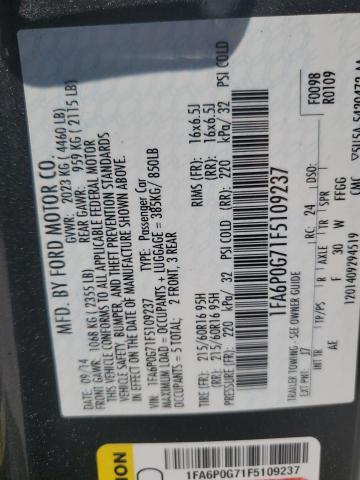 MFD. BY FORD MOTOR CO.
09/14
GVWR: 2023 KG ( 4460 LB)
FRONT GAWR: 1068 KG ( 2355 LB)
REAR GAWR: 959 KG ( 2115 LB)
THIS VEHICLE CONFORMS TO ALL APPLICABLE FEDERAL MOTOR
VEHICLE SAFETY, BUMPER, AND THEFT PREVENTION STANDARDS
IN EFFECT ON THE DATE OF MANUFACTURE SHOWN ABOVE.
VIN: 1FA6P0G71F5109237
TYPE: Passenger Car
MAXIMUM LOAD = OCCUPANTS + LUGGAGE = 385KG/ 850LB
OCCUPANTS = 5 TOTAL; 2 FRONT, 3 REAR
TIRE (FR): 215/60R16 95H RIMS (FR): 16x6.5J
TIRE (RR): 215/60R16 95H (RR): 16x6.5J
PRESSURE (FR): 220 kPa/ 32 PSI COLD (RR): 220 kPa/ 32 PSI COLD
1FA6P0G71F5109237
F0098
R0109
TRAILER TOWING - SEE OWNER GUIDE
EXT PNT: J7 RC: 24 DSO:
INT TR TP/PS R AXLE TR SPR
AE F 30 W FFGG
1201409294519
1FA6P0G71F5109237